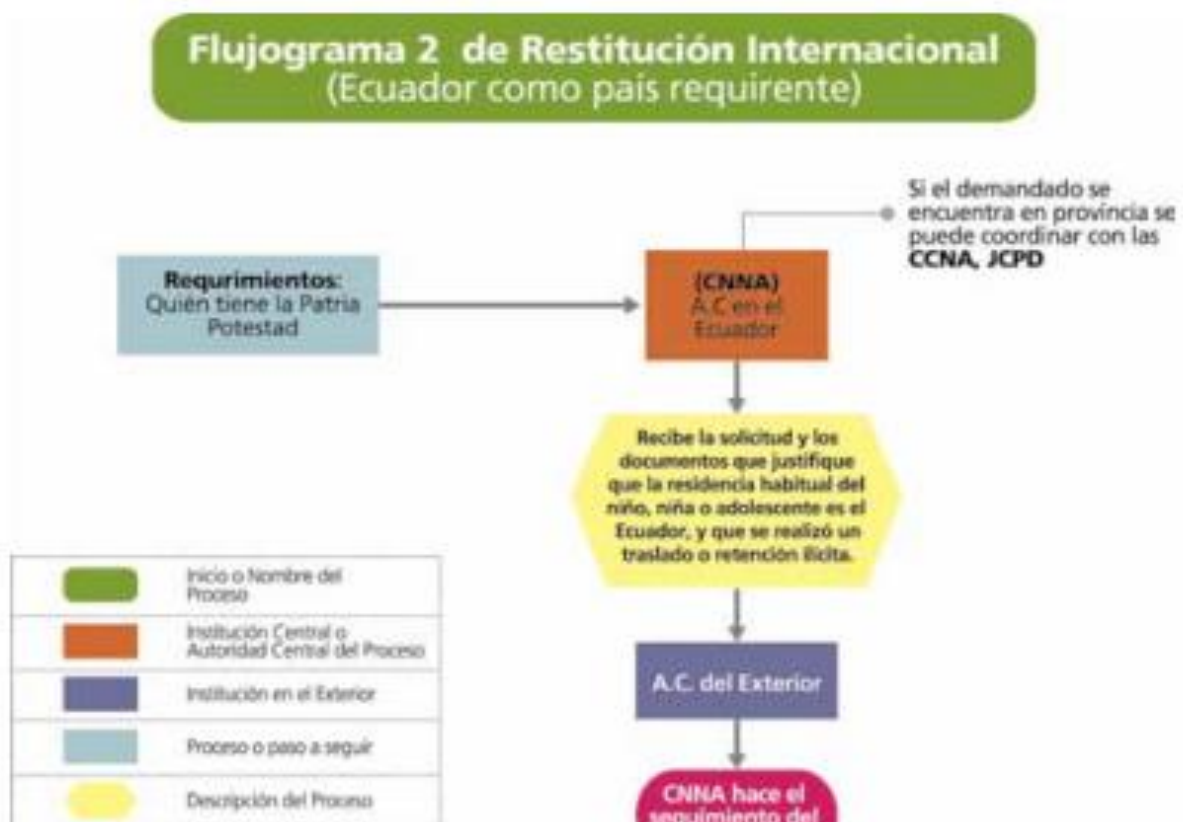 Flujograma 2 de Restitución Internacional
(Ecuador como país requirente)
Si el demandado se
encuentra en provincia se
puede coordinar con las
CCNA, JCPD
Requrimientos:
Quién tiene la Patria
Potestad
(CNNA)
A.C en el
Ecuador
Recibe la solicitud y los
documentos que justifique
que la residencia habitual del
niño, niña o adolescente es el
Ecuador, y que se realizó un
traslado o retención ilícita.
A.C. del Exterior
CNNA hace el
seguimiento del
Inicio o Nombre del
Proceso
Institución Central o
Autoridad Central del Proceso
Institución en el Exterior
Proceso o paso a seguir
Descripción del Proceso